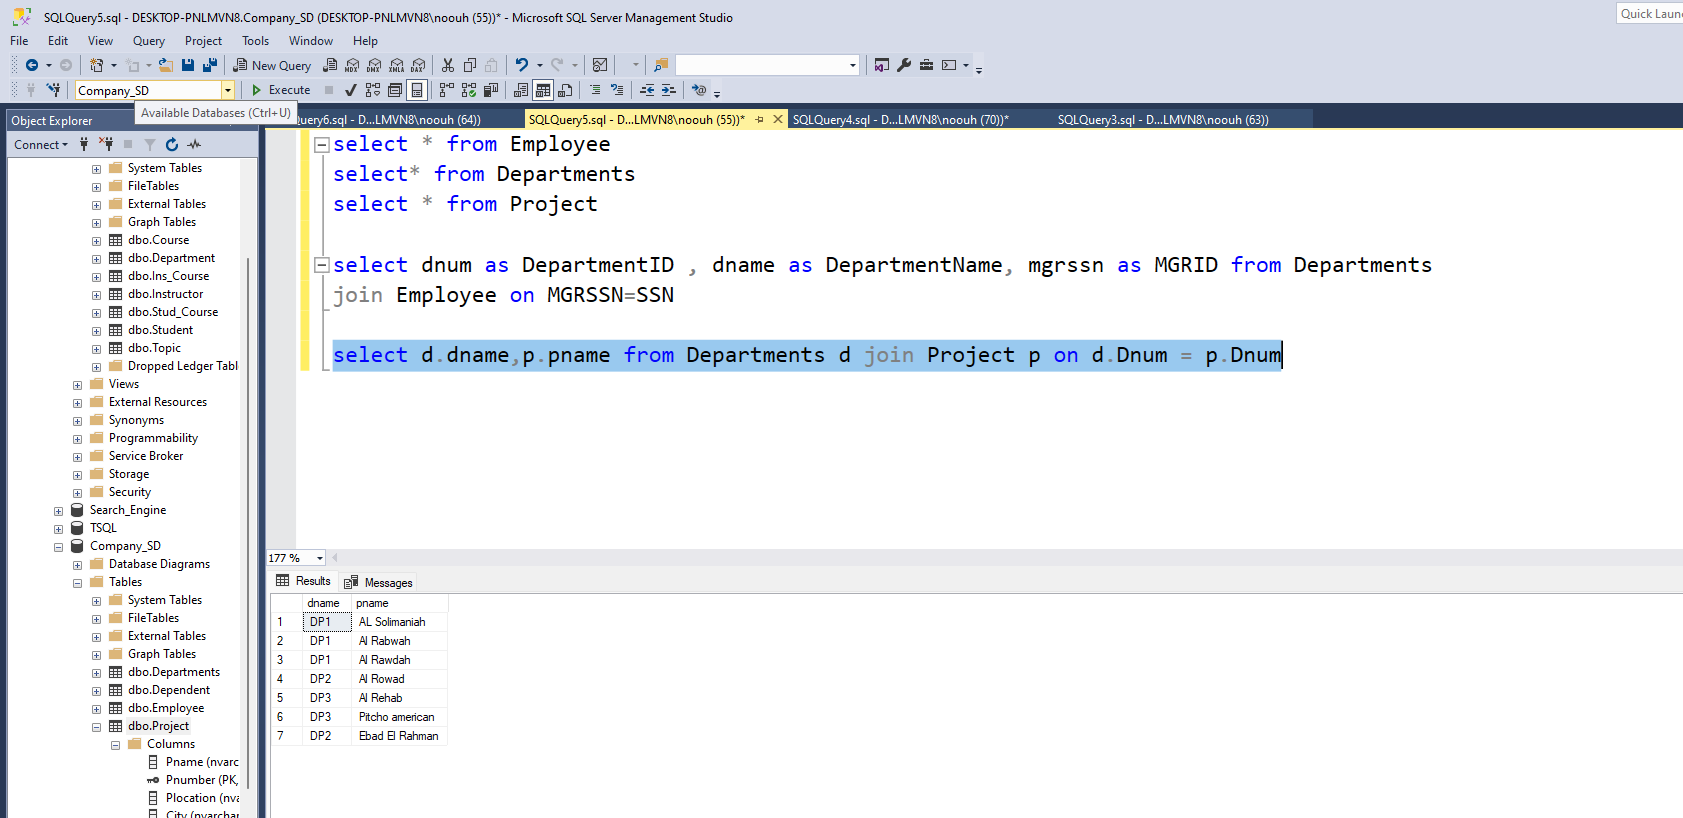 SQLQuery5.sql - DESKTOP-PNLMVN8.Company_SD (DESKTOP-PNLMVN8\noouh (55))* - Microsoft SQL Server Management Studio
Quick Laun
File Edit View Query Project Tools Window Help
New Query MDX DMX XMLA DAX
Company_SD Execute
Available Databases (Ctrl+U)
Object Explorer
uery6.sql - D...LMVN8\noouh (64))
SQLQuery5.sql - D...LMVN8\noouh (55))*
SQLQuery4.sql - D...LMVN8\noouh (70))*
SQLQuery3.sql - D...LMVN8\noouh (63))
Connect
System Tables
FileTables
External Tables
Graph Tables
dbo.Course
dbo.Department
dbo.Ins_Course
dbo.Instructor
dbo.Stud_Course
dbo.Student
dbo.Topic
Dropped Ledger Tabl
Views
External Resources
Synonyms
Programmability
Service Broker
Storage
Security
Search_Engine
TSQL
Company_SD
Database Diagrams
Tables
System Tables
FileTables
External Tables
Graph Tables
dbo.Departments
dbo.Dependent
dbo.Employee
dbo.Project
Columns
Pname (nvarc
Pnumber (PK,
Plocation (nva
City (nvarchar
select * from Employee
select* from Departments
select * from Project
select dnum as DepartmentID , dname as DepartmentName, mgrssn as MGRID from Departments
join Employee on MGRSSN=SSN
select d.dname,p.pname from Departments d join Project p on d.Dnum = p.Dnum
177 %
Results Messages
dname pname
1 DP1 AL Solimaniah
2 DP1 Al Rabwah
3 DP1 Al Rawdah
4 DP2 Al Rowad
5 DP3 Al Rehab
6 DP3 Pitcho american
7 DP2 Ebad El Rahman